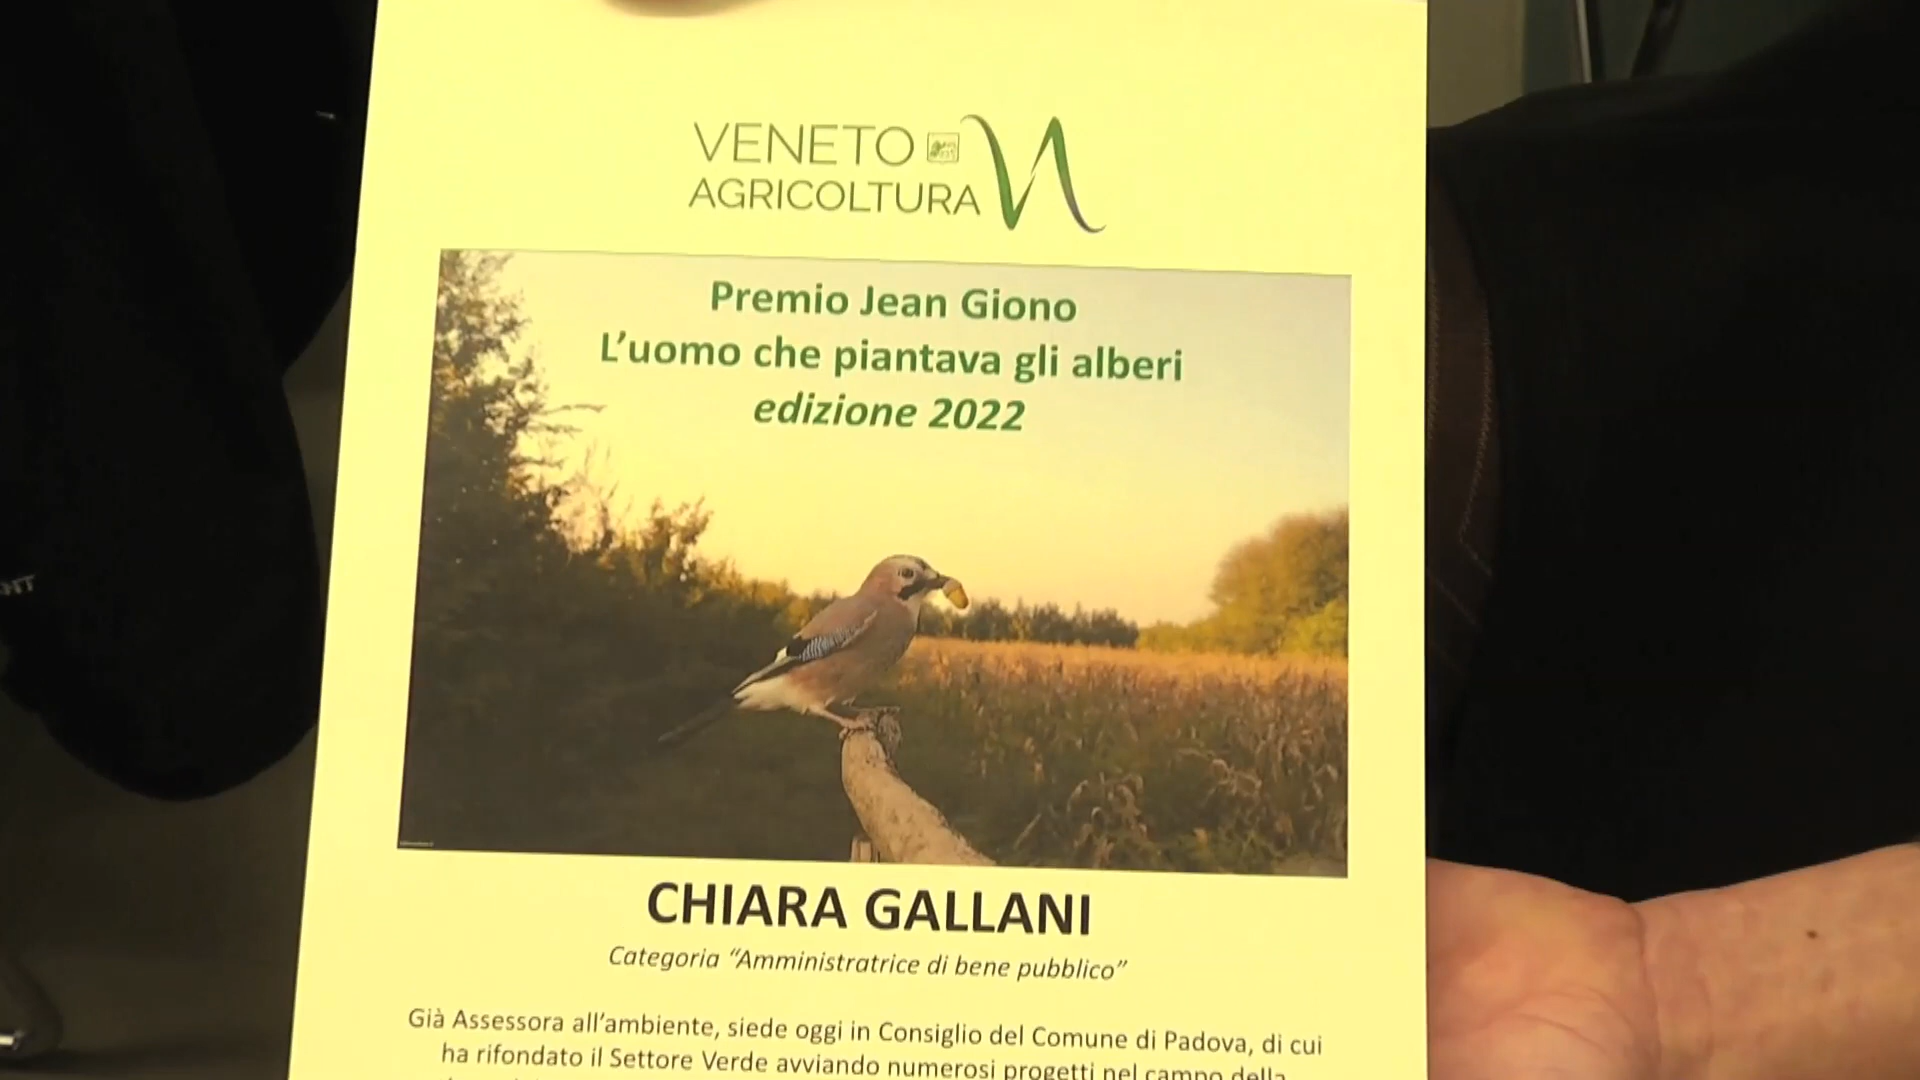 VENETO
AGRICOLTURA
Premio Jean Giono
L'uomo che piantava gli alberi
edizione 2022
CHIARA GALLANI
Categoria "Amministratrice di bene pubblico"
Già Assessora all'ambiente, siede oggi in Consiglio del Comune di Padova, di cui
ha rifondato il Settore Verde avviando numerosi progetti nel campo della